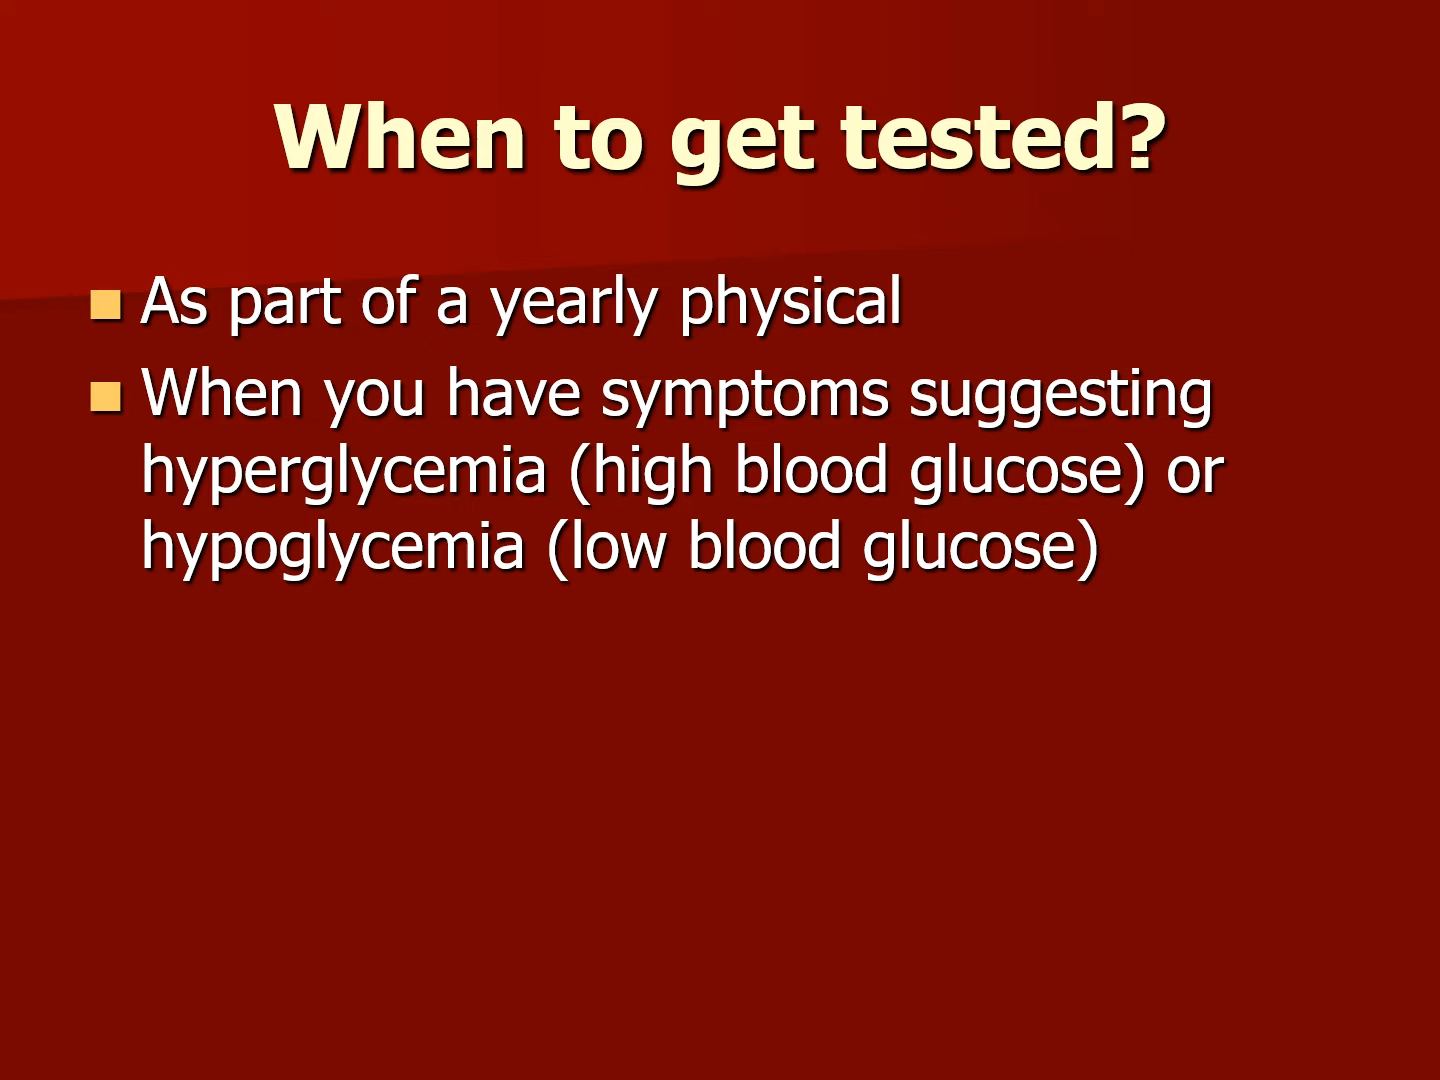 When to get tested?
As part of a yearly physical
When you have symptoms suggesting
hyperglycemia (high blood glucose) or
hypoglycemia (low blood glucose)